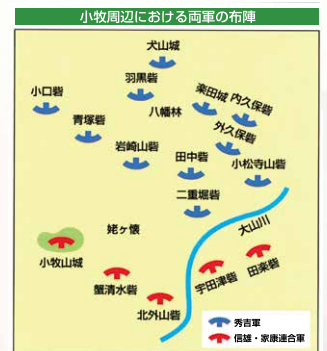 小牧周辺における両軍の布陣
犬山城
羽黒砦
小口砦
楽田城
内久保砦
八幡林
青塚砦
外久保砦
岩崎山砦
田中砦
小松寺山砦
二重堀砦
姥ヶ懐
大山川
小牧山城
田楽砦
宇田津砦
蟹清水砦
北外山砦
秀吉軍
信雄・家康連合軍